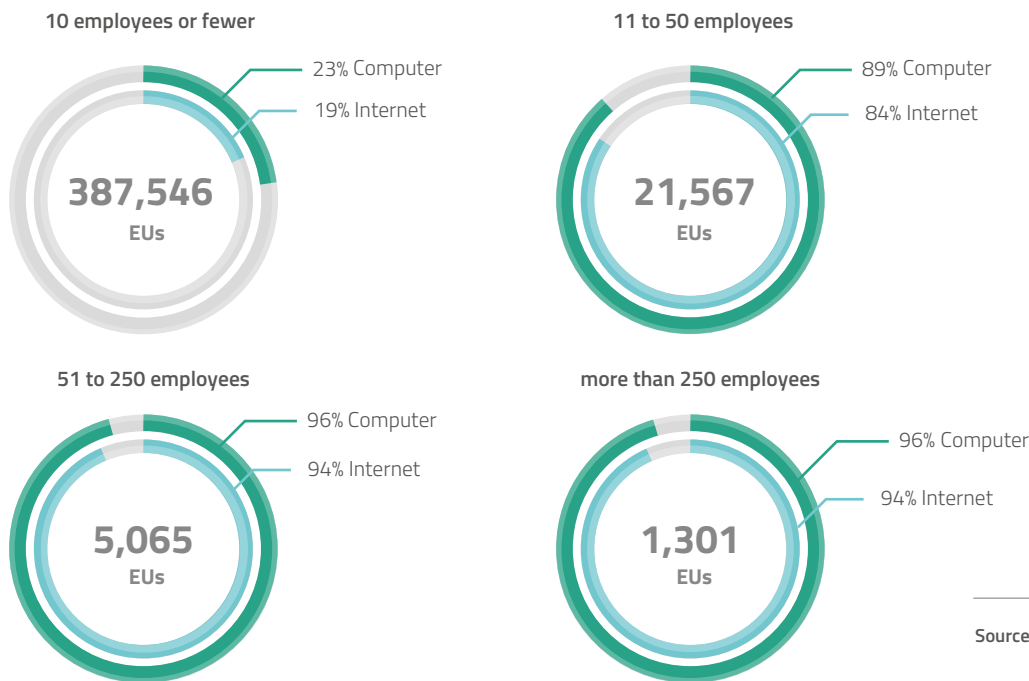 10 employees or fewer
23% Computer
19% Internet
387,546
EUs
11 to 50 employees
89% Computer
84% Internet
21,567
EUs
51 to 250 employees
96% Computer
94% Internet
5,065
EUs
more than 250 employees
96% Computer
94% Internet
1,301
EUs
Source